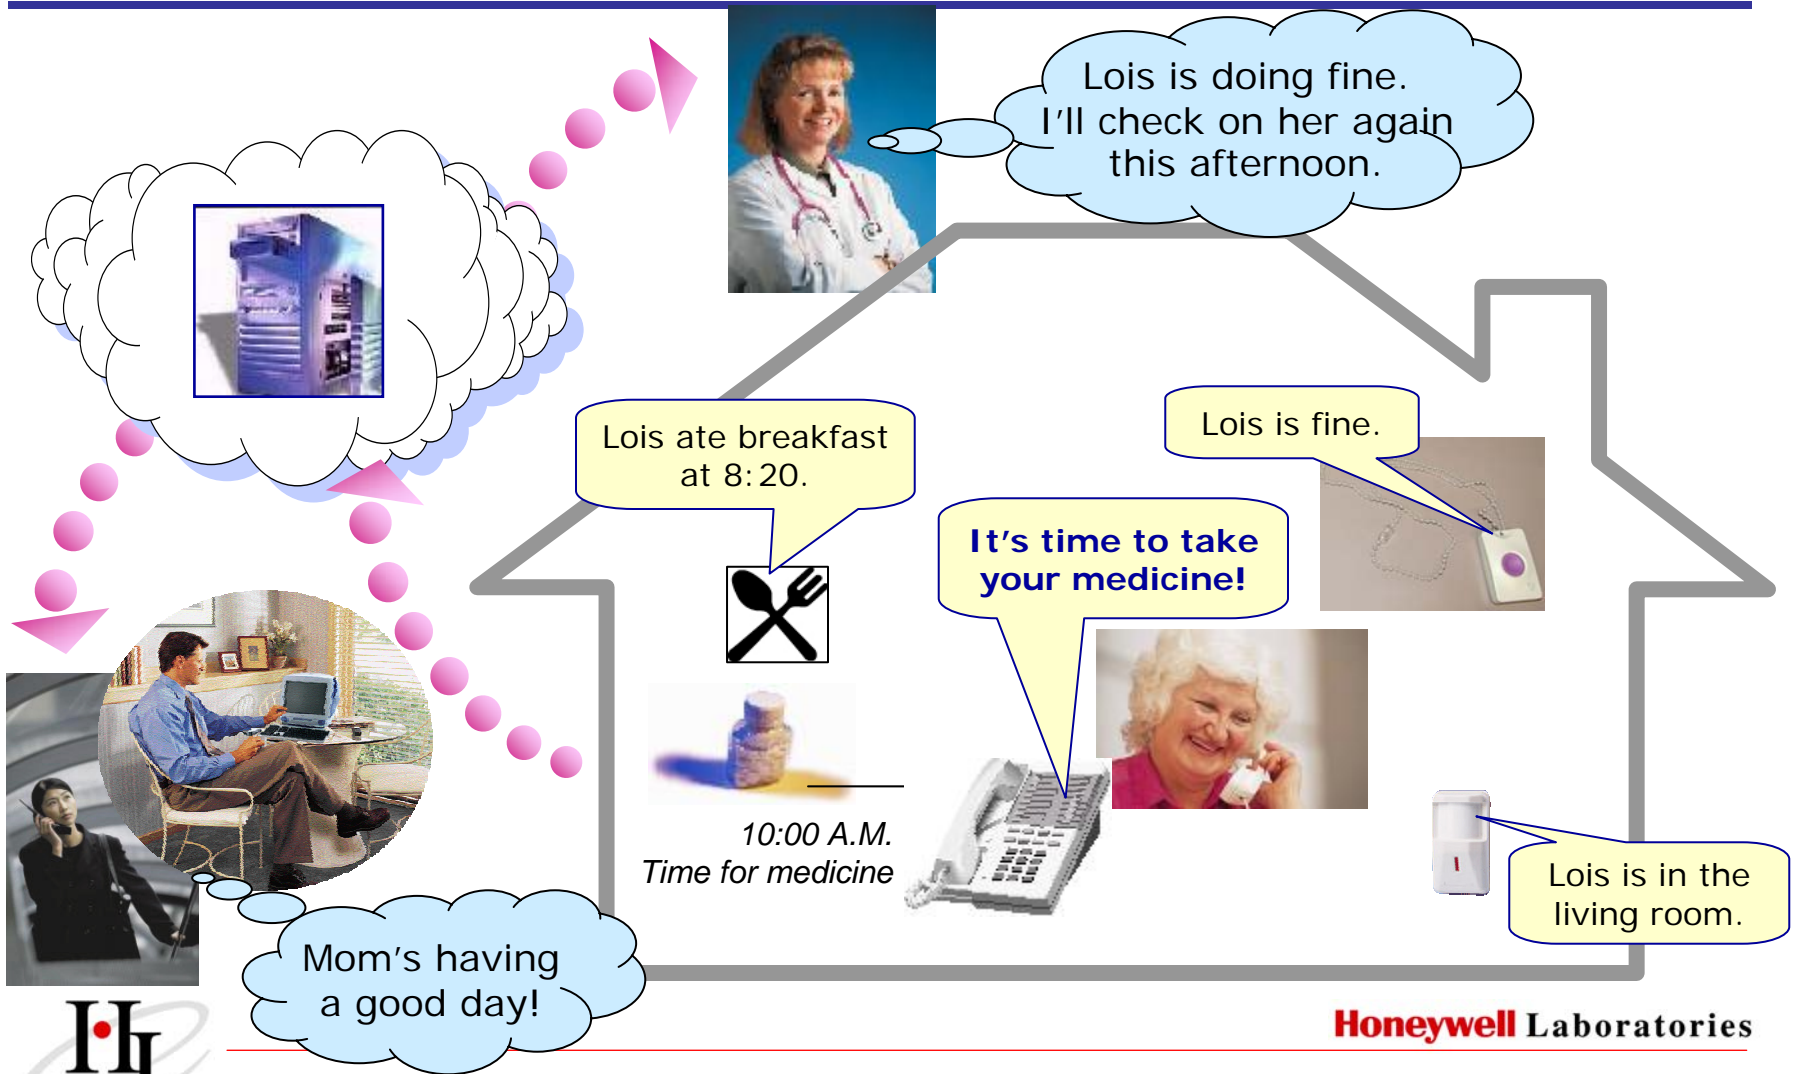 Lois is doing fine.
I'll check on her again
this afternoon.
Lois ate breakfast
at 8:20.
Lois is fine.
It's time to take
your medicine!
10:00 A.M.
Time for medicine
Lois is in the
living room.
Mom's having
a good day!
HL
Honeywell Laboratories